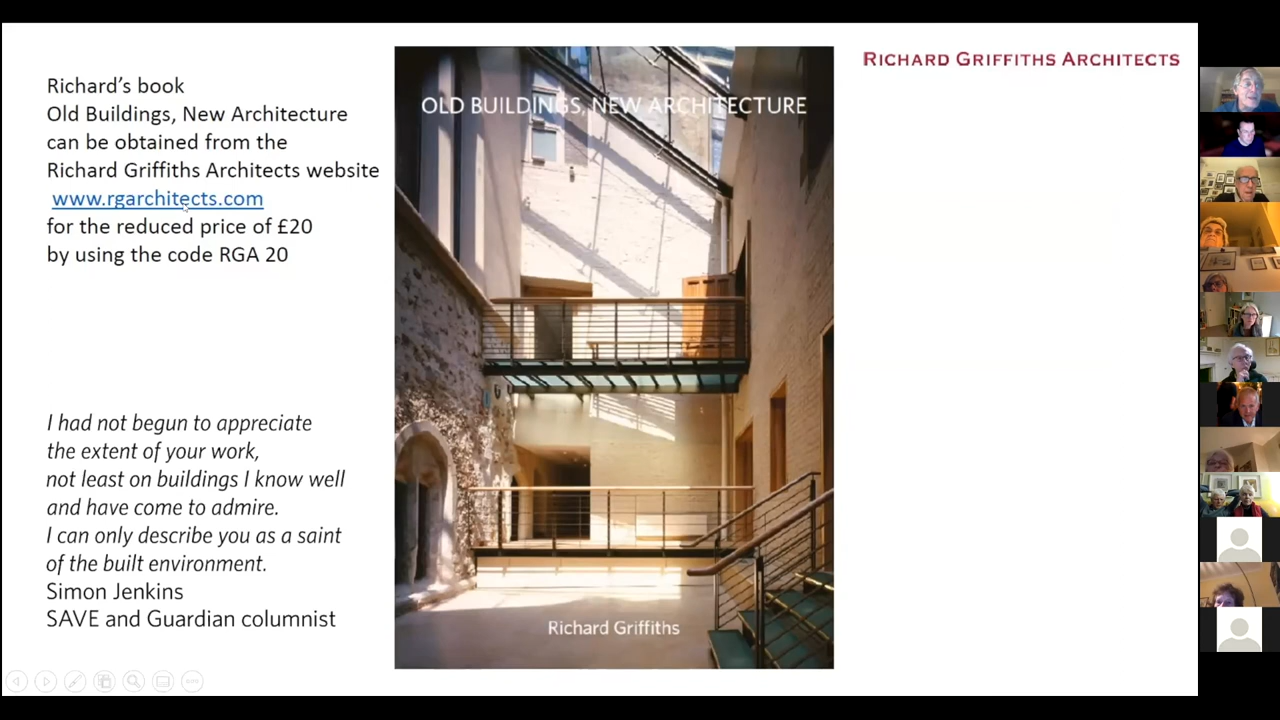 Richard’s book
Old Buildings, New Architecture
can be obtained from the
Richard Griffiths Architects website
www.rgarchitects.com
for the reduced price of £20
by using the code RGA 20
I had not begun to appreciate
the extent of your work,
not least on buildings I know well
and have come to admire.
I can only describe you as a saint
of the built environment.
Simon Jenkins
SAVE and Guardian columnist
OLD BUILDINGS, NEW ARCHITECTURE
Richard Griffiths
RICHARD GRIFFITHS ARCHITECTS